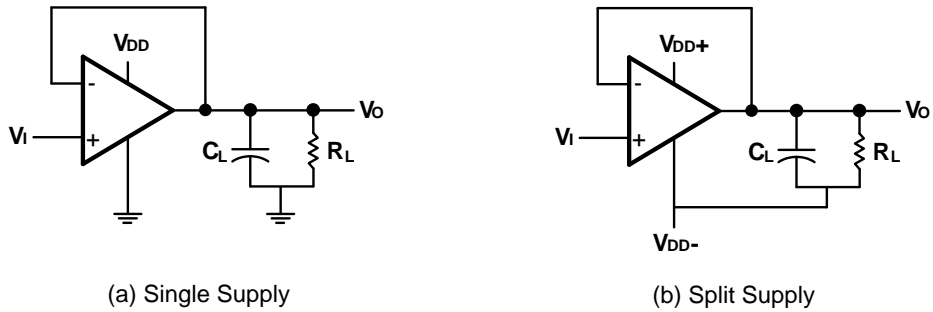 VDD
-
VI
+
VO
CL
RL
(a) Single Supply
VDD+
-
VI
+
VO
CL
RL
VDD-
(b) Split Supply